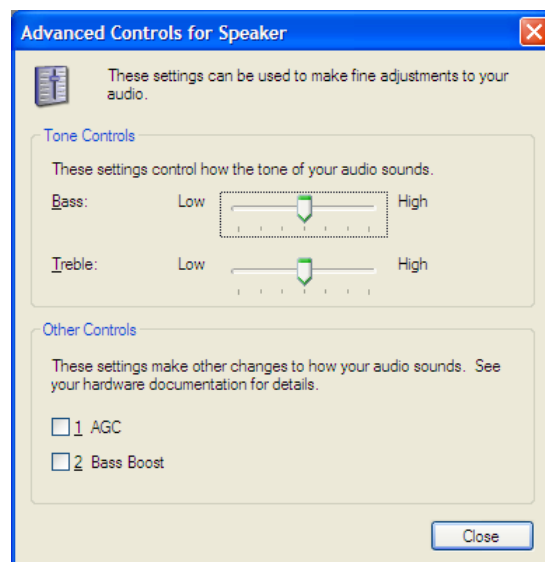 Advanced Controls for Speaker
These settings can be used to make fine adjustments to your
audio.
Tone Controls
These settings control how the tone of your audio sounds.
Bass: Low High
Treble: Low High
Other Controls
These settings make other changes to how your audio sounds. See
your hardware documentation for details.
1 AGC
2 Bass Boost
Close